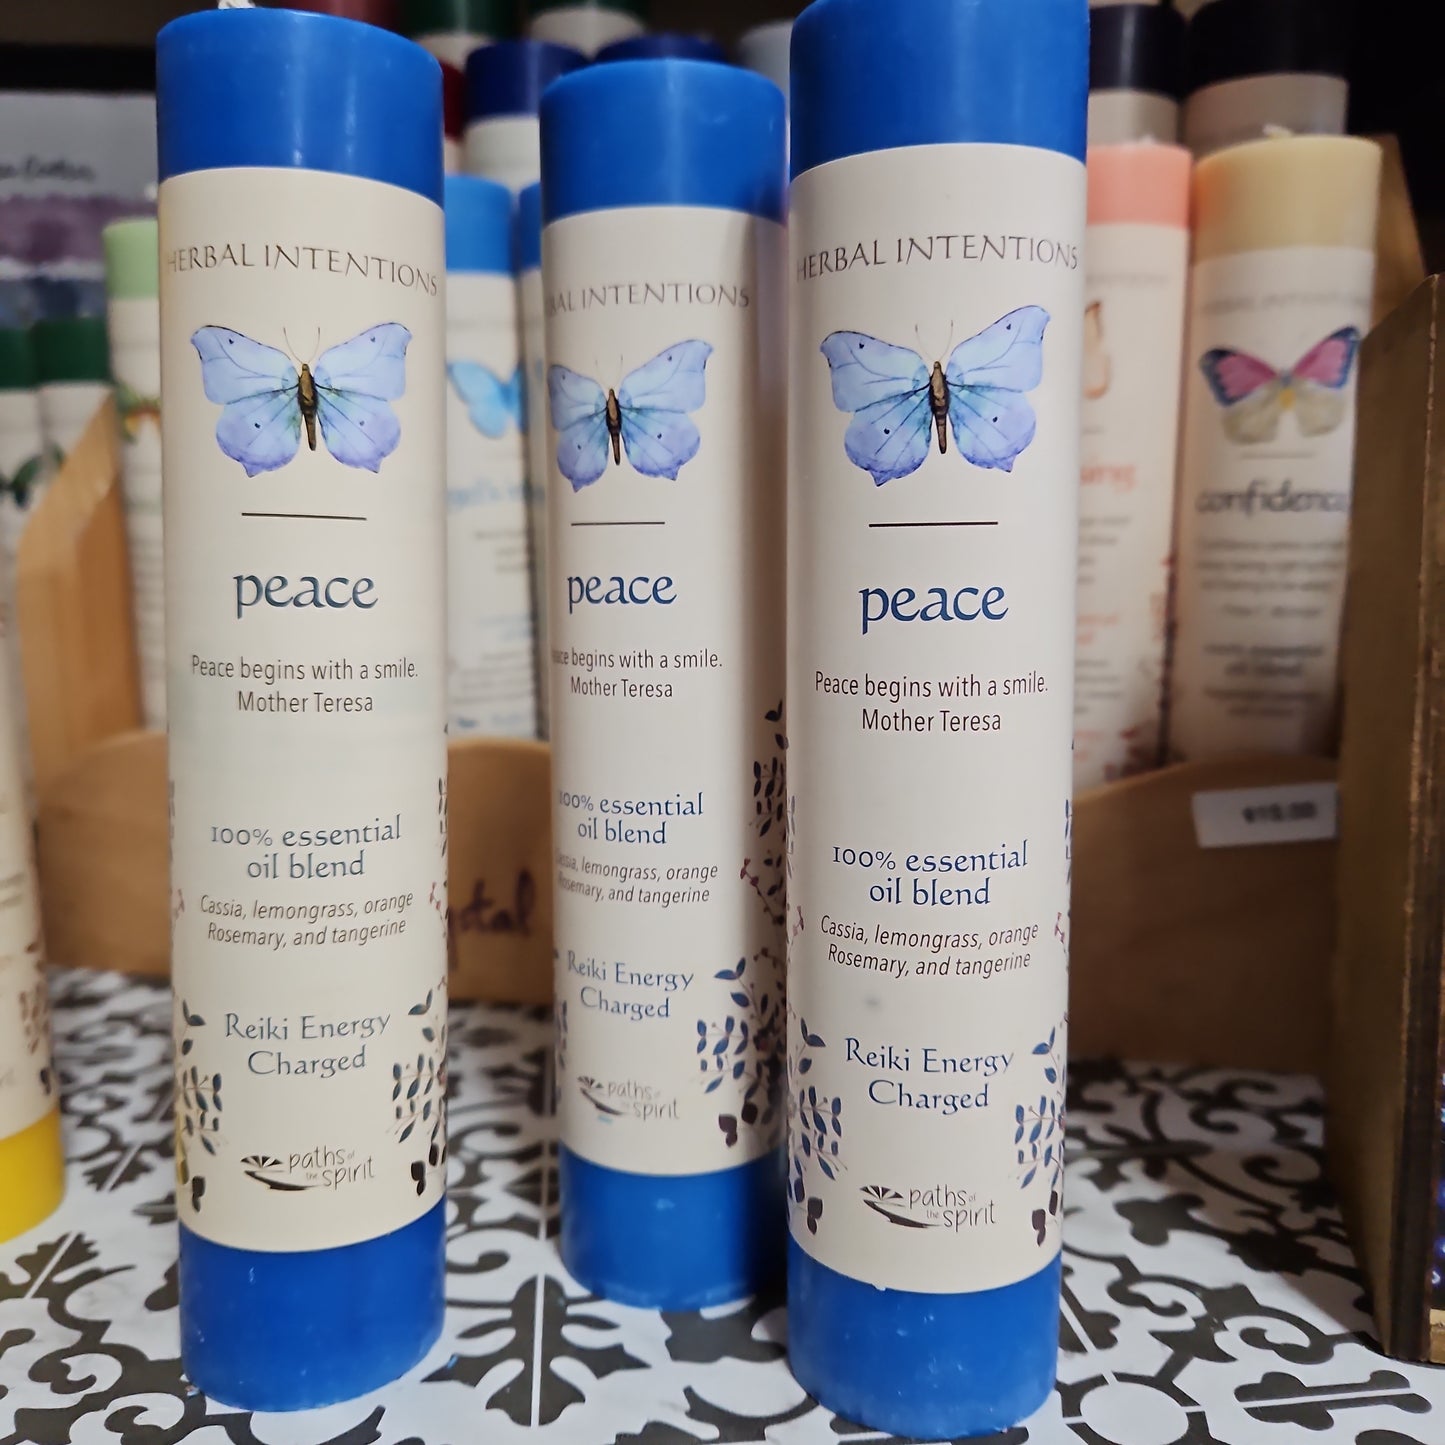 HERBAL INTENTIONS
peace
Peace begins with a smile.
Mother Teresa
100% essential
oil blend
Cassia, lemongrass, orange
Rosemary, and tangerine
Reiki Energy
Charged
paths of
the spirit
INTENTIONS
peace
begins with a smile.
Mother Teresa
100% essential
oil blend
lemongrass, orange
Rosemary, and tangerine
Reiki Energy
Charged
paths of
the spirit
HERBAL INTENTIONS
peace
Peace begins with a smile.
Mother Teresa
100% essential
oil blend
Cassia, lemongrass, orange
Rosemary, and tangerine
Reiki Energy
Charged
paths of
the spirit
HERBAL
confidence